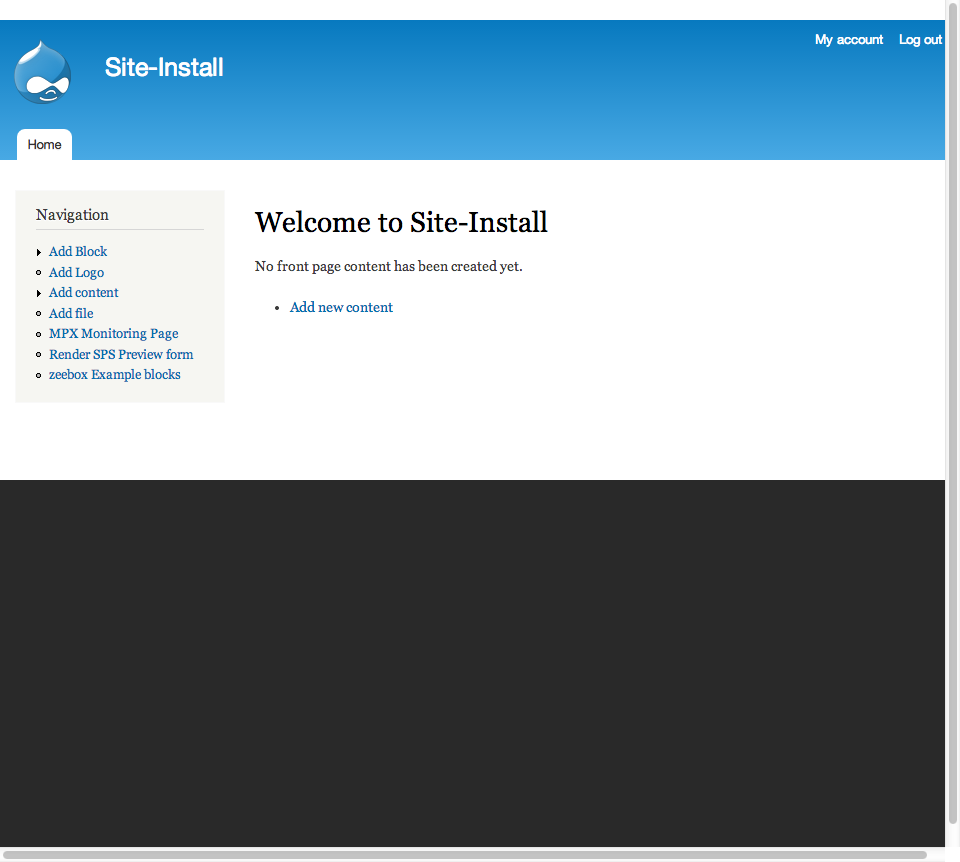 My account Log out
Site-Install
Home
Navigation
Add Block
Add Logo
Add content
Add file
MPX Monitoring Page
Render SPS Preview form
zeebox Example blocks
Welcome to Site-Install
No front page content has been created yet.
Add new content